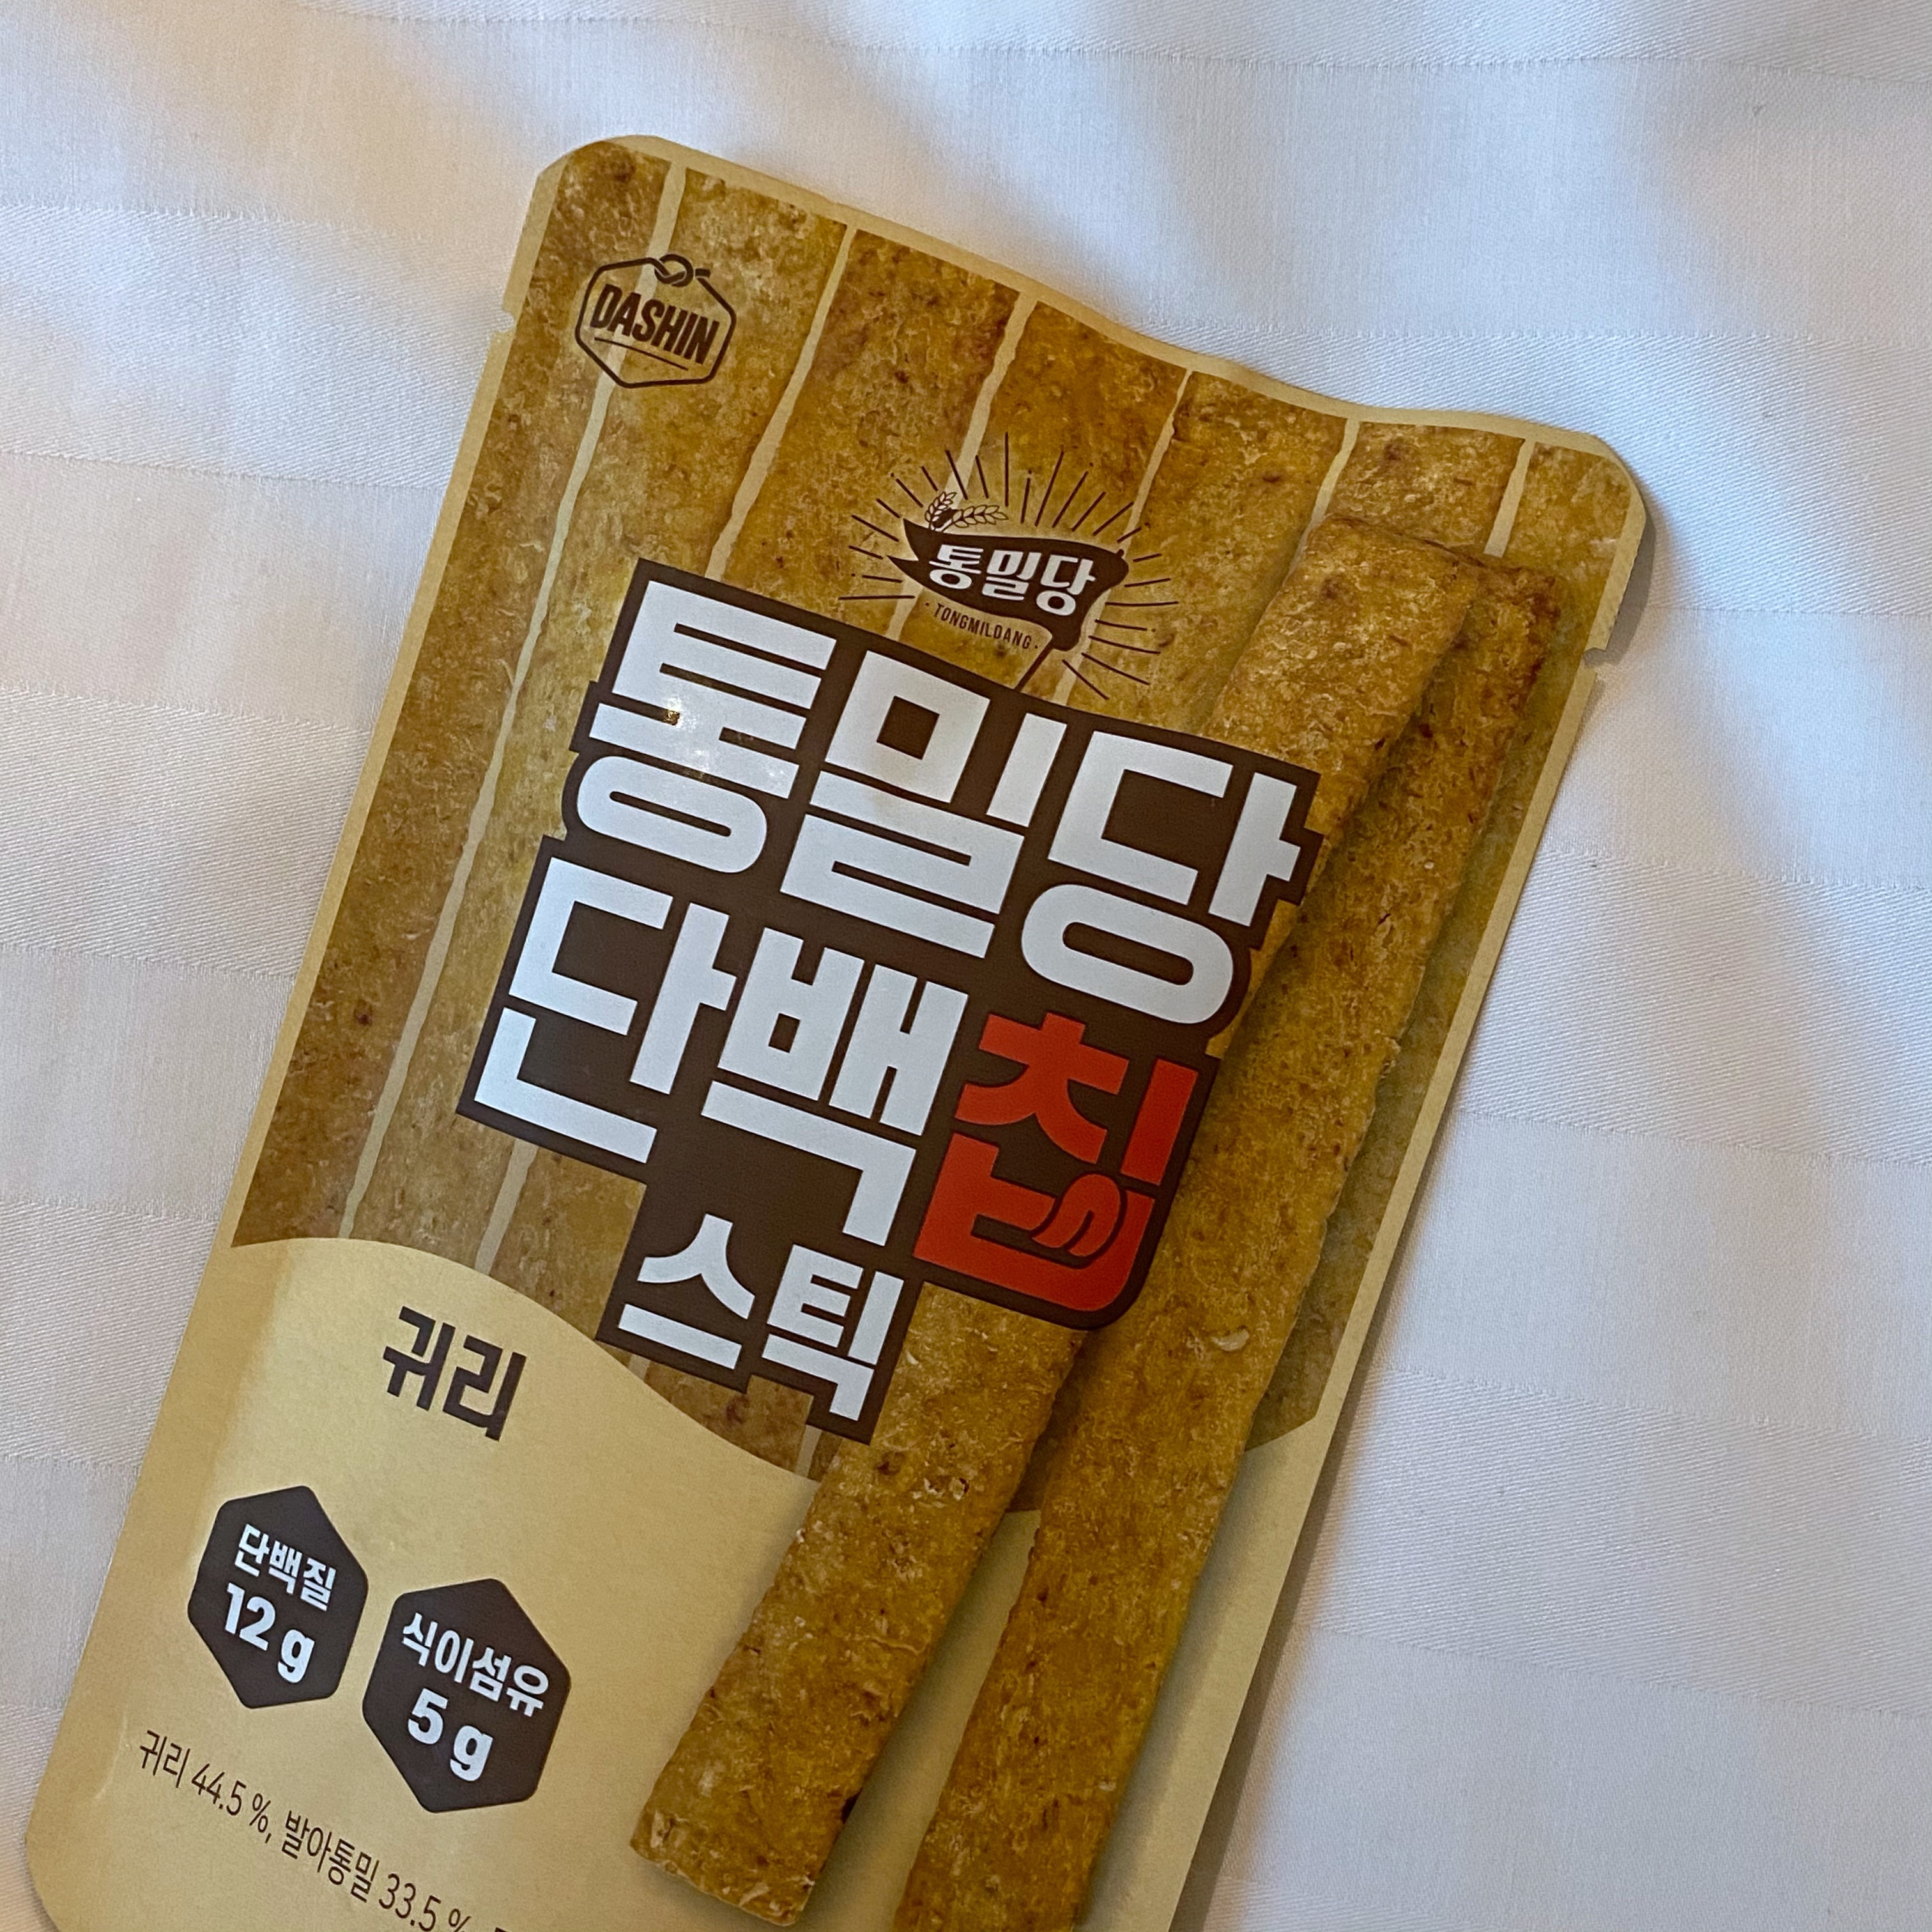 DASHIN
통밀당
·TONGMILDANG·
통밀당
단백칩
스틱
귀리
단백질
12 g
식이섬유
5 g
귀리 44.5 %, 발아통밀 33.5 %,